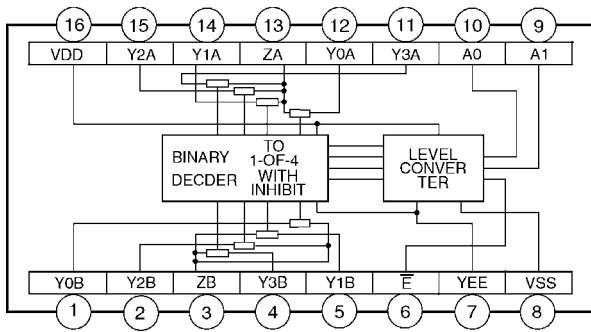 16 15 14 13 12 11 10 9
VDD Y2A Y1A ZA Y0A Y3A A0 A1
BINARY
DECDER
TO
1-OF-4
WITH
INHIBIT
LEVEL
CONVER
TER
Y0B Y2B ZB Y3B Y1B E YEE VSS
1 2 3 4 5 6 7 8